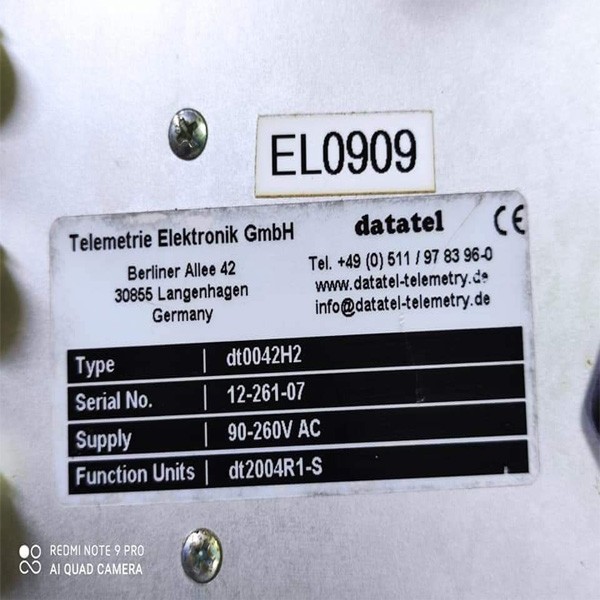 EL0909
Telemetrie Elektronik GmbH
Berliner Allee 42
30855 Langenhagen
Germany
datatel
CE
Tel. +49 (0) 511 / 97 83 96-0
www.datatel-telemetry.de
info@datatel-telemetry.de
Type | dt0042H2
Serial No. | 12-261-07
Supply | 90-260V AC
Function Units | dt2004R1-S
REDMI NOTE 9 PRO
AI QUAD CAMERA